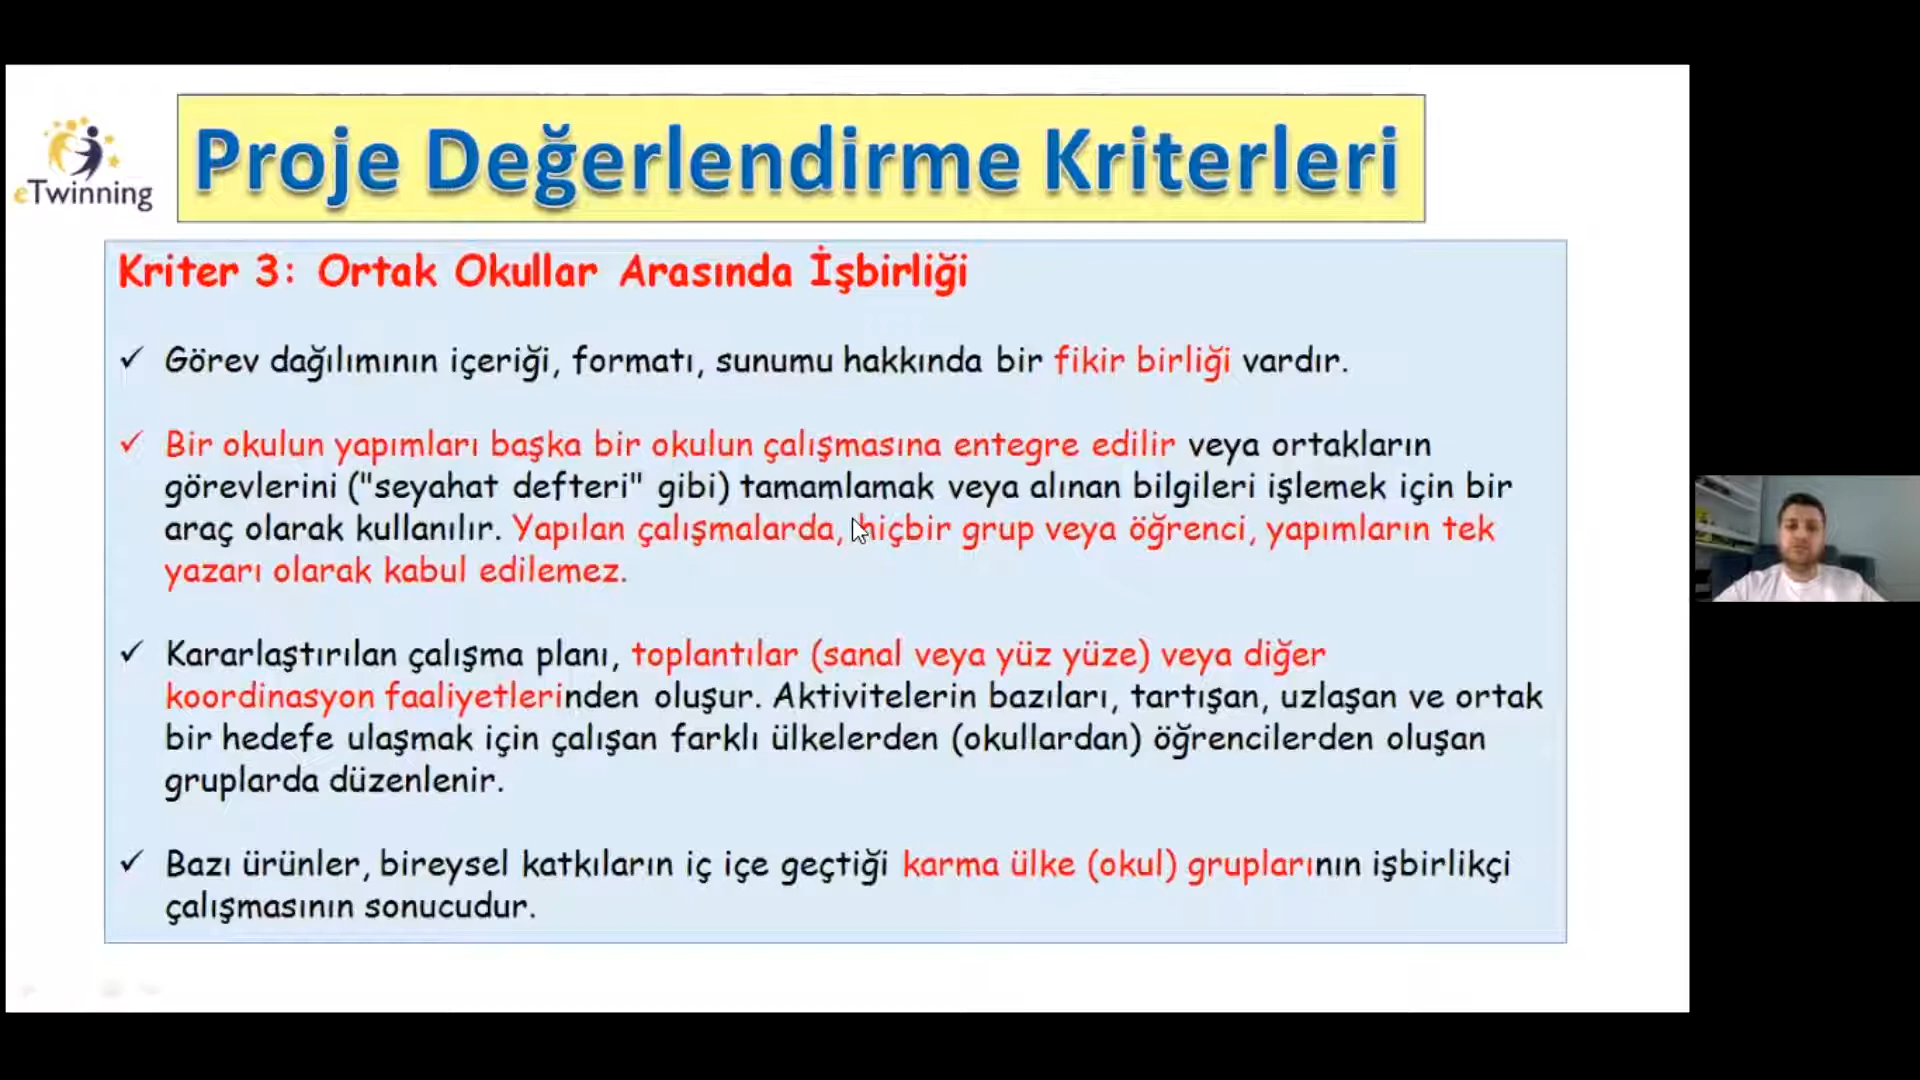 eTwinning
Proje Değerlendirme Kriterleri
Kriter 3: Ortak Okullar Arasında İşbirliği
✓ Görev dağılımının içeriği, formatı, sunumu hakkında bir fikir birliği vardır.
✓ Bir okulun yapımları başka bir okulun çalışmasına entegre edilir veya ortakların
görevlerini ("seyahat defteri" gibi) tamamlamak veya alınan bilgileri işlemek için bir
araç olarak kullanılır. Yapılan çalışmalarda, hiçbir grup veya öğrenci, yapımların tek
yazarı olarak kabul edilemez.
✓ Kararlaştırılan çalışma planı, toplantılar (sanal veya yüz yüze) veya diğer
koordinasyon faaliyetlerinden oluşur. Aktivitelerin bazıları, tartışan, uzlaşan ve ortak
bir hedefe ulaşmak için çalışan farklı ülkelerden (okullardan) öğrencilerden oluşan
gruplarda düzenlenir.
✓ Bazı ürünler, bireysel katkıların iç içe geçtiği karma ülke (okul) gruplarının işbirlikçi
çalışmasının sonucudur.